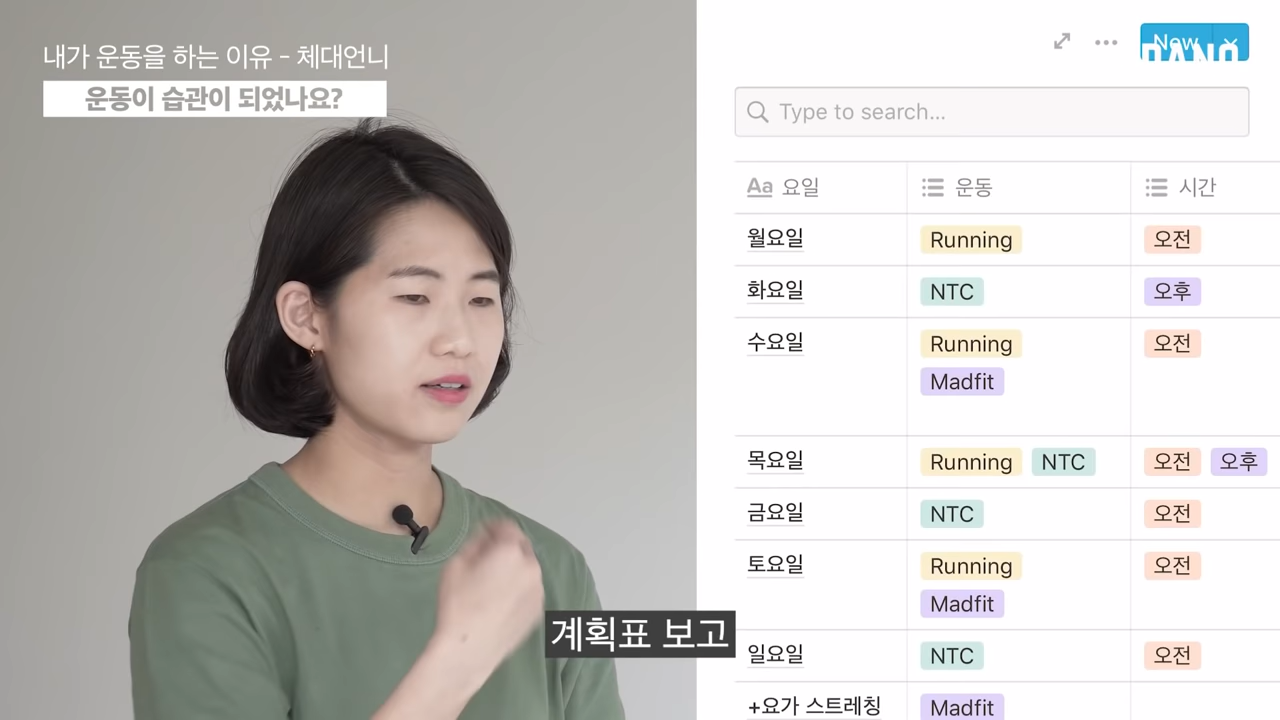 내가 운동을 하는 이유 - 체대언니
운동이 습관이 되었나요?
New
DANO
Type to search...
Aa 요일 운동 시간
월요일 Running 오전
화요일 NTC 오후
수요일 Running 오전
Madfit
목요일 Running NTC 오전 오후
금요일 NTC 오전
토요일 Running 오전
Madfit
계획표 보고
일요일 NTC 오전
+요가 스트레칭 Madfit